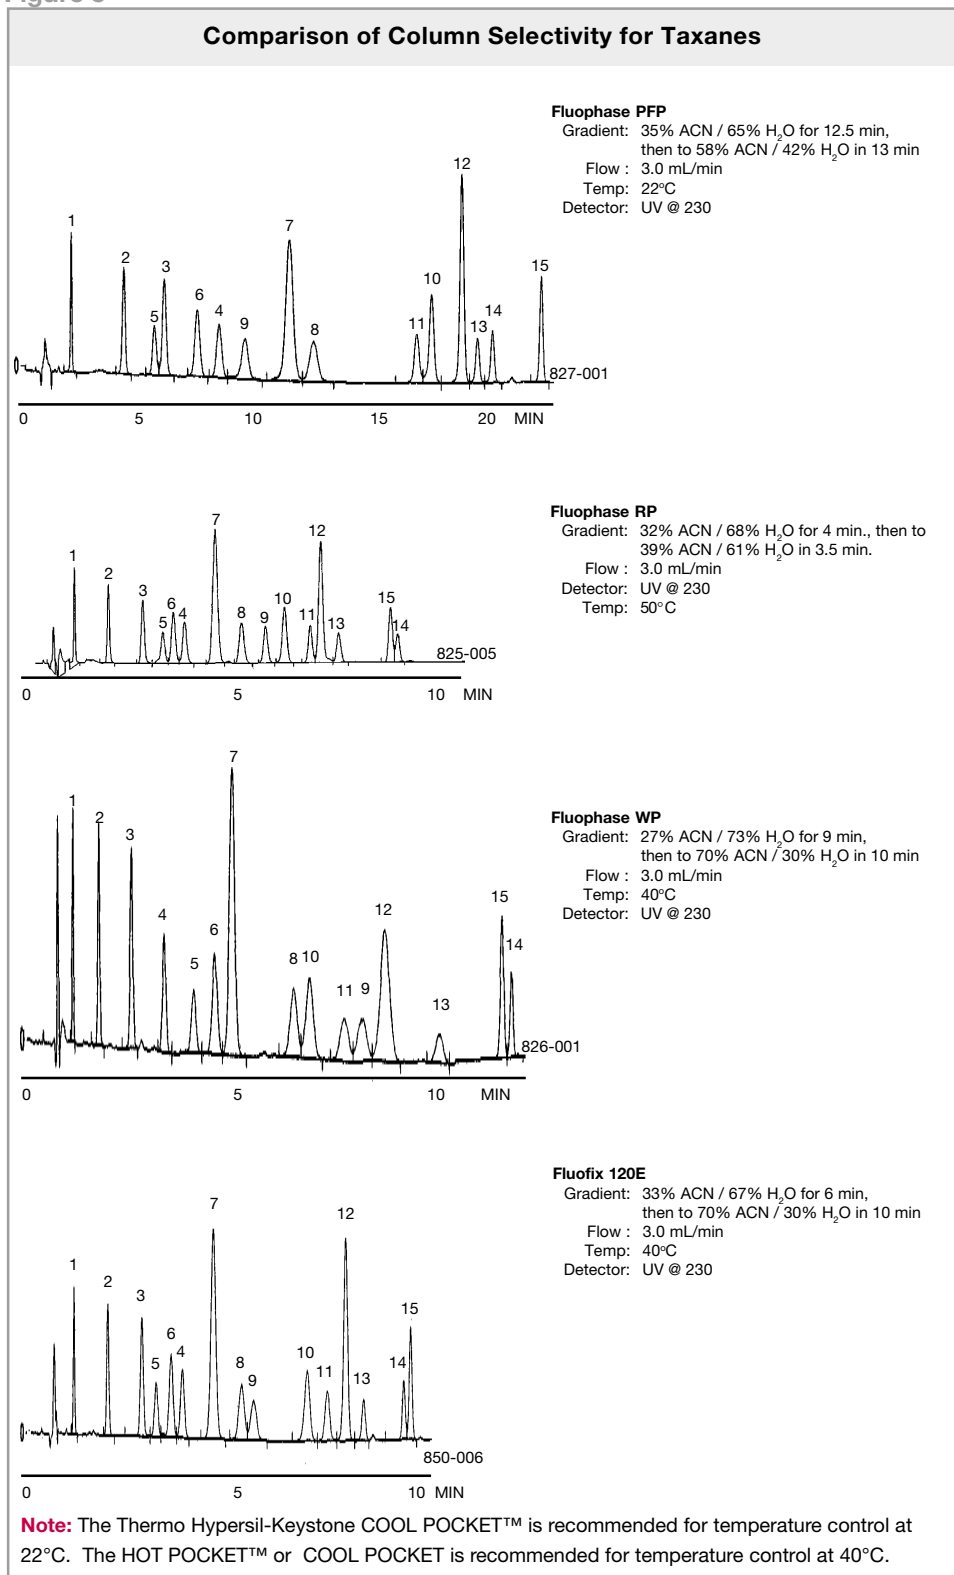 Comparison of Column Selectivity for Taxanes
Fluophase PFP
Gradient: 35% ACN / 65% H2O for 12.5 min,
then to 58% ACN / 42% H2O in 13 min
Flow : 3.0 mL/min
Temp: 22°C
Detector: UV @ 230
1
2
5
3
6
4
9
7
8
11
10
12
13
14
15
827-001
0 5 10 15 20 MIN
Fluophase RP
Gradient: 32% ACN / 68% H2O for 4 min., then to
39% ACN / 61% H2O in 3.5 min.
Flow : 3.0 mL/min
Detector: UV @ 230
Temp: 50°C
1
2
3
5
6
4
7
8
9
10
11
12
13
15
14
825-005
0 5 10 MIN
Fluophase WP
Gradient: 27% ACN / 73% H2O for 9 min,
then to 70% ACN / 30% H2O in 10 min
Flow : 3.0 mL/min
Temp: 40°C
Detector: UV @ 230
1
2
3
4
5
6
7
8
10
11
9
12
13
15
14
826-001
0 5 10 MIN
Fluofix 120E
Gradient: 33% ACN / 67% H2O for 6 min,
then to 70% ACN / 30% H2O in 10 min
Flow : 3.0 mL/min
Temp: 40°C
Detector: UV @ 230
1
2
3
5
6
4
7
8
9
10
11
12
13
14
15
850-006
0 5 10 MIN
Note: The Thermo Hypersil-Keystone COOL POCKET™ is recommended for temperature control at
22°C. The HOT POCKET™ or COOL POCKET is recommended for temperature control at 40°C.